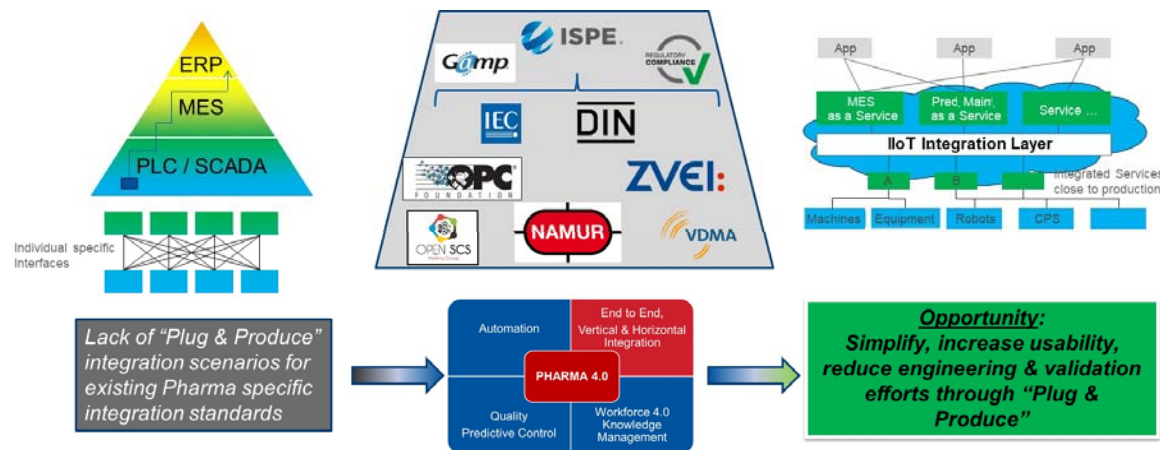 ERP
MES
PLC / SCADA
Individual specific
Interfaces
Lack of “Plug & Produce”
integration scenarios for
existing Pharma specific
integration standards
ISPE.
Gamp
REGULATORY
COMPLIANCE
IEC
DIN
OPC
FOUNDATION
ZVEI:
OPEN SCS
Working Group
NAMUR
VDMA
Automation
End to End,
Vertical & Horizontal
Integration
PHARMA 4.0
Quality
Predictive Control
Workforce 4.0
Knowledge
Management
App
App
App
MES
as a Service
Pred. Main
as a Service
Service ...
IIoT Integration Layer
A
B
Integrated Services
close to production
Machines
Equipment
Robots
CPS
Opportunity:
Simplify, increase usability,
reduce engineering & validation
efforts through “Plug &
Produce”